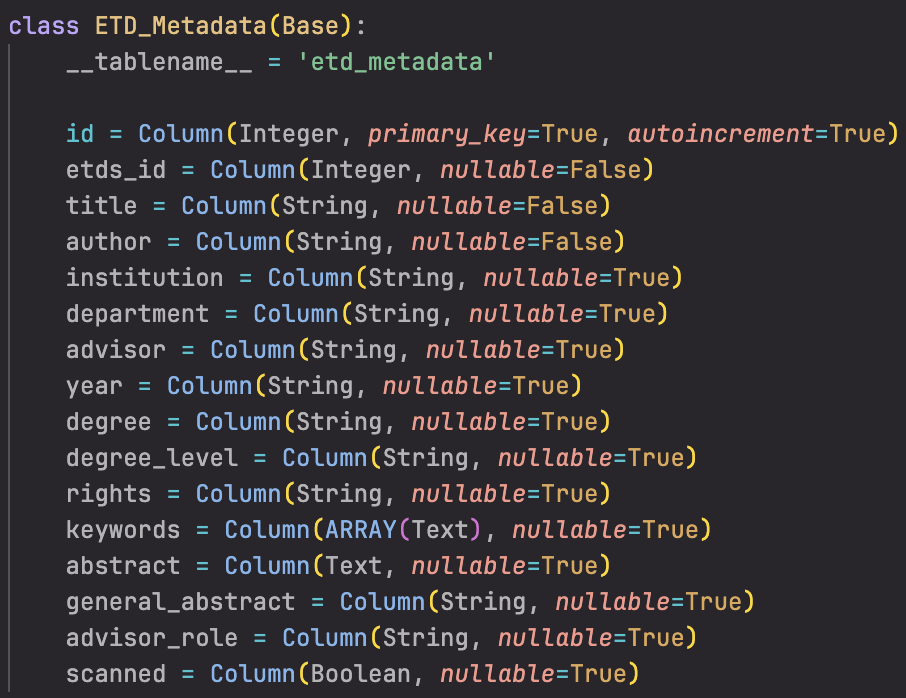 class ETD_Metadata(Base):
    __tablename__ = 'etd_metadata'

    id = Column(Integer, primary_key=True, autoincrement=True)
    etds_id = Column(Integer, nullable=False)
    title = Column(String, nullable=False)
    author = Column(String, nullable=False)
    institution = Column(String, nullable=True)
    department = Column(String, nullable=True)
    advisor = Column(String, nullable=True)
    year = Column(String, nullable=True)
    degree = Column(String, nullable=True)
    degree_level = Column(String, nullable=True)
    rights = Column(String, nullable=True)
    keywords = Column(ARRAY(Text), nullable=True)
    abstract = Column(Text, nullable=True)
    general_abstract = Column(String, nullable=True)
    advisor_role = Column(String, nullable=True)
    scanned = Column(Boolean, nullable=True)